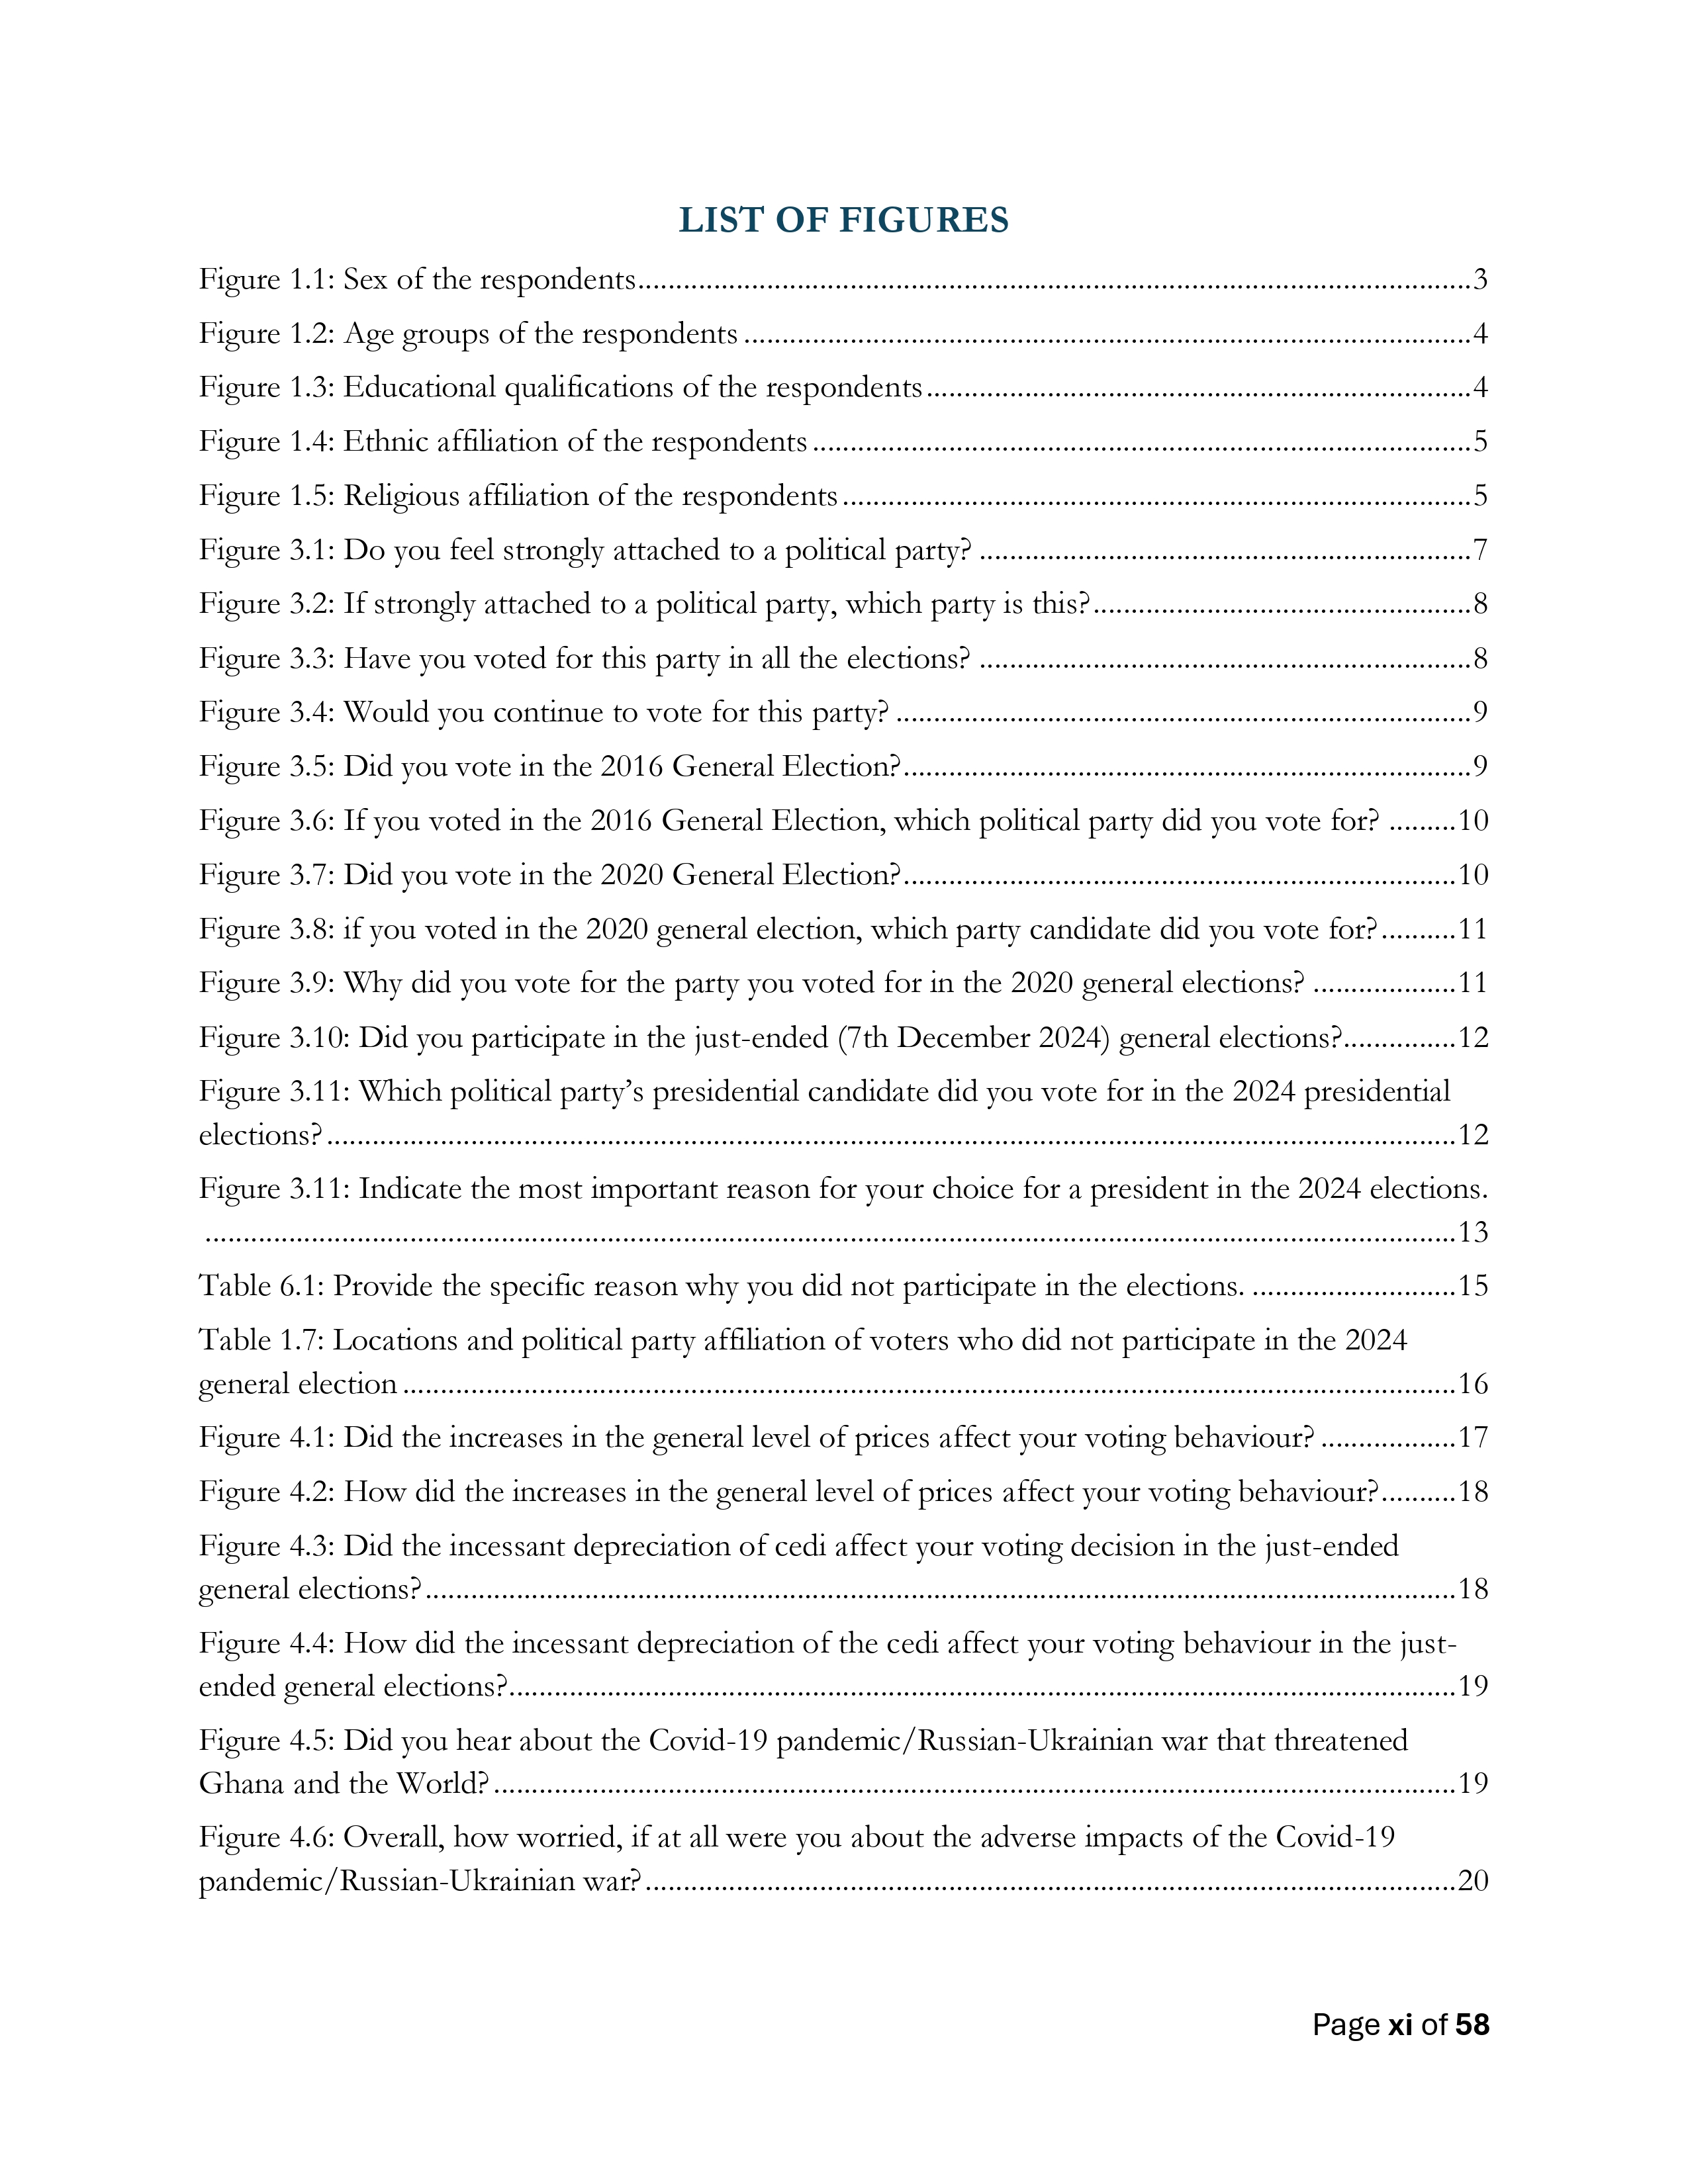 LIST OF FIGURES
Figure 1.1: Sex of the respondents....................3
Figure 1.2: Age groups of the respondents ....................4
Figure 1.3: Educational qualifications of the respondents....................4
Figure 1.4: Ethnic affiliation of the respondents ....................5
Figure 1.5: Religious affiliation of the respondents....................5
Figure 3.1: Do you feel strongly attached to a political party? ....................7
Figure 3.2: If strongly attached to a political party, which party is this?....................8
Figure 3.3: Have you voted for this party in all the elections? ....................8
Figure 3.4: Would you continue to vote for this party? ....................9
Figure 3.5: Did you vote in the 2016 General Election?....................9
Figure 3.6: If you voted in the 2016 General Election, which political party did you vote for? .........10
Figure 3.7: Did you vote in the 2020 General Election?....................10
Figure 3.8: if you voted in the 2020 general election, which party candidate did you vote for?..........11
Figure 3.9: Why did you vote for the party you voted for in the 2020 general elections? ...................11
Figure 3.10: Did you participate in the just-ended (7th December 2024) general elections?...............12
Figure 3.11: Which political party’s presidential candidate did you vote for in the 2024 presidential
elections?....................12
Figure 3.11: Indicate the most important reason for your choice for a president in the 2024 elections.
....................13
Table 6.1: Provide the specific reason why you did not participate in the elections. ....................15
Table 1.7: Locations and political party affiliation of voters who did not participate in the 2024
general election ....................16
Figure 4.1: Did the increases in the general level of prices affect your voting behaviour? ..................17
Figure 4.2: How did the increases in the general level of prices affect your voting behaviour?..........18
Figure 4.3: Did the incessant depreciation of cedi affect your voting decision in the just-ended
general elections?....................18
Figure 4.4: How did the incessant depreciation of the cedi affect your voting behaviour in the just-
ended general elections?....................19
Figure 4.5: Did you hear about the Covid-19 pandemic/Russian-Ukrainian war that threatened
Ghana and the World?....................19
Figure 4.6: Overall, how worried, if at all were you about the adverse impacts of the Covid-19
pandemic/Russian-Ukrainian war?....................20
Page xi of 58